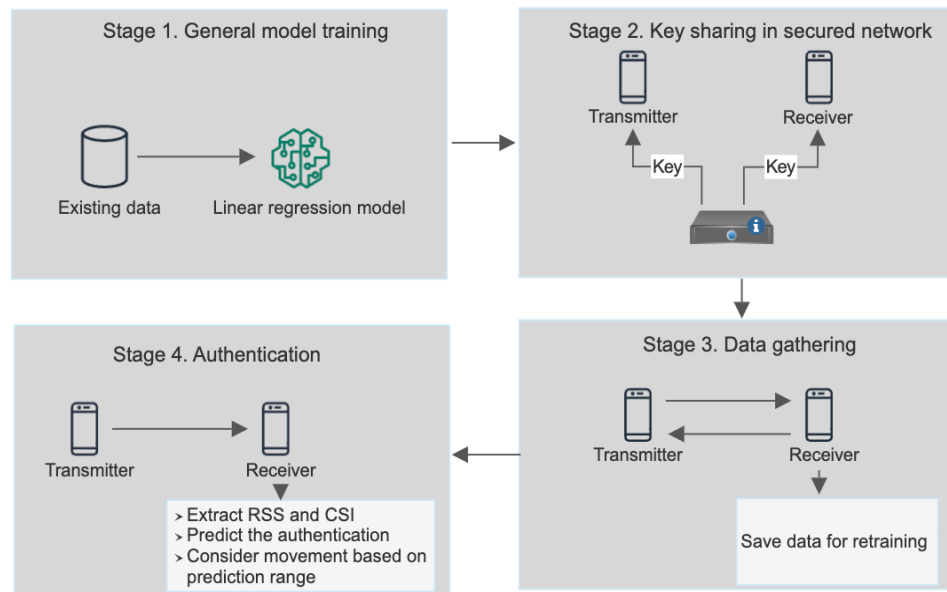 Stage 1. General model training
Existing data
Linear regression model
Stage 2. Key sharing in secured network
Transmitter
Receiver
Key
Key
i
Stage 3. Data gathering
Transmitter
Receiver
Save data for retraining
Stage 4. Authentication
Transmitter
Receiver
➢ Extract RSS and CSI
➢ Predict the authentication
➢ Consider movement based on
prediction range